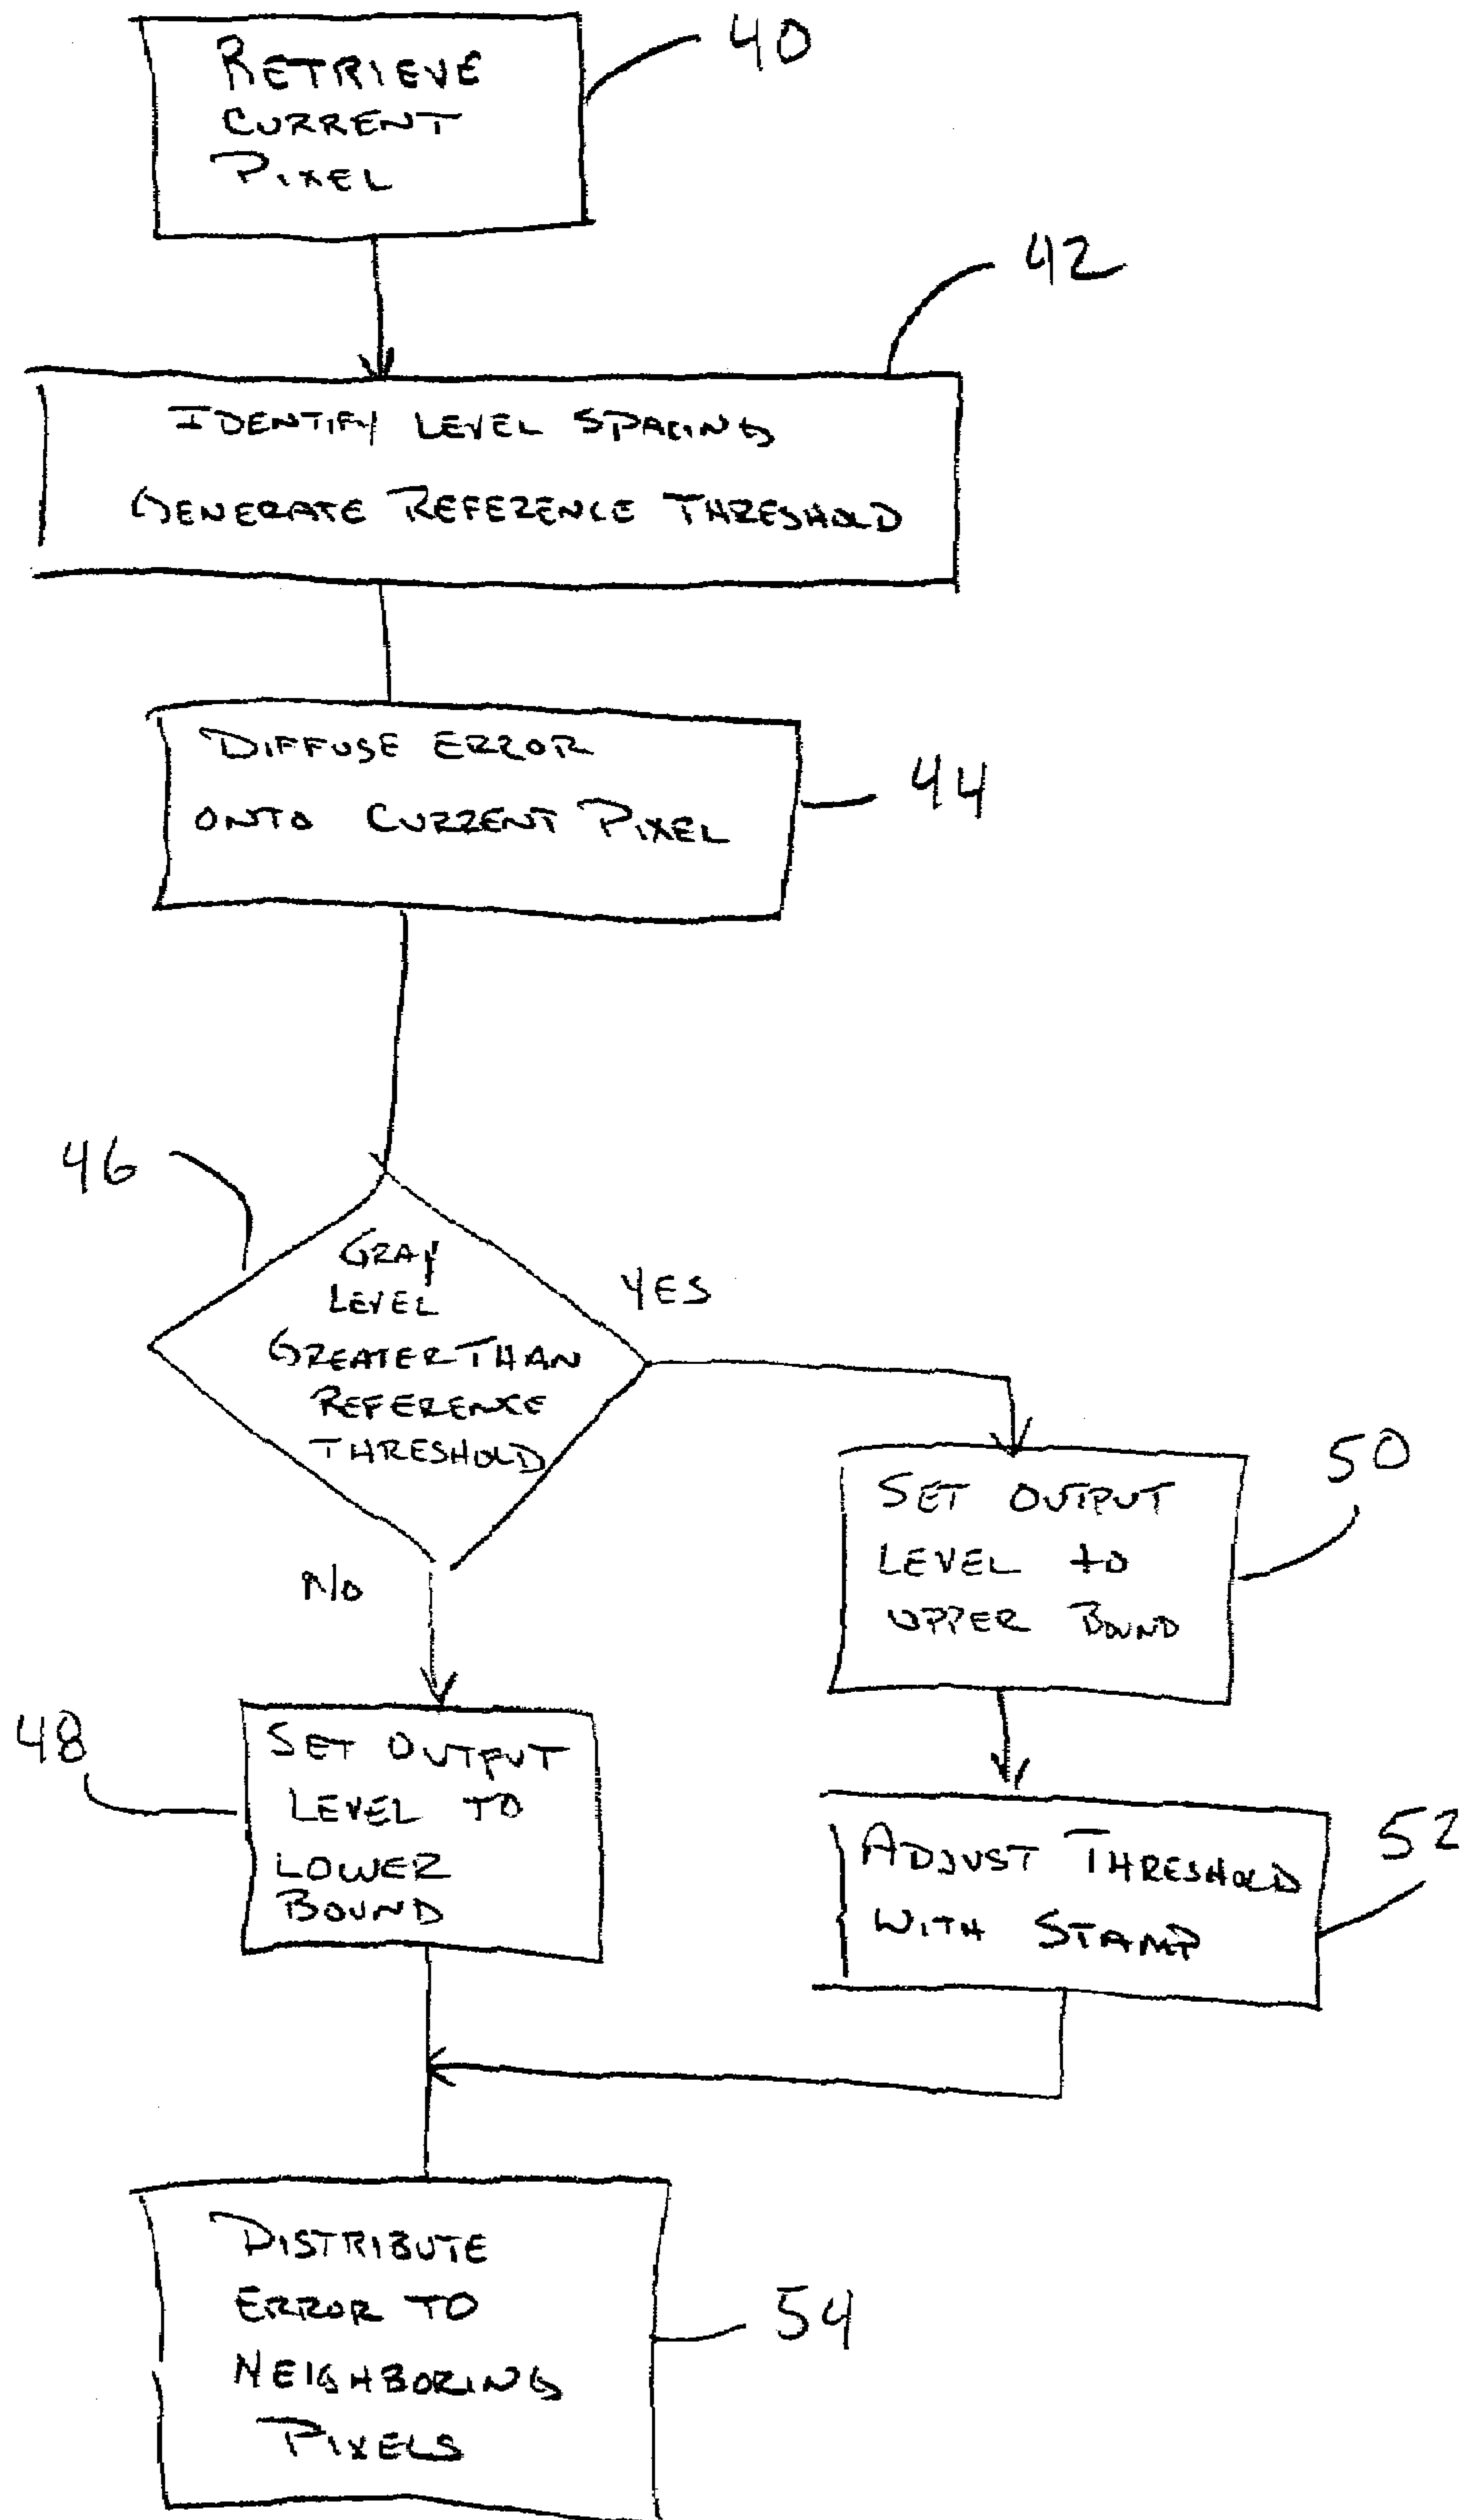 RETRIEVE
CURRENT
PIXEL
40
42
IDENTIFY LEVEL SPACING
GENERATE REFERENCE THRESHOLD
DIFFUSE ERROR
ONTO CURRENT PIXEL
44
46
GRAY
LEVEL
GREATER THAN
REFERENCE
THRESHOLD
YES
NO
50
SET OUTPUT
LEVEL to
UPPER BOUND
48
SET OUTPUT
LEVEL TO
LOWER
BOUND
52
ADJUST THRESHOLD
WITH STAMP
DISTRIBUTE
ERROR TO
NEIGHBORING
PIXELS
54